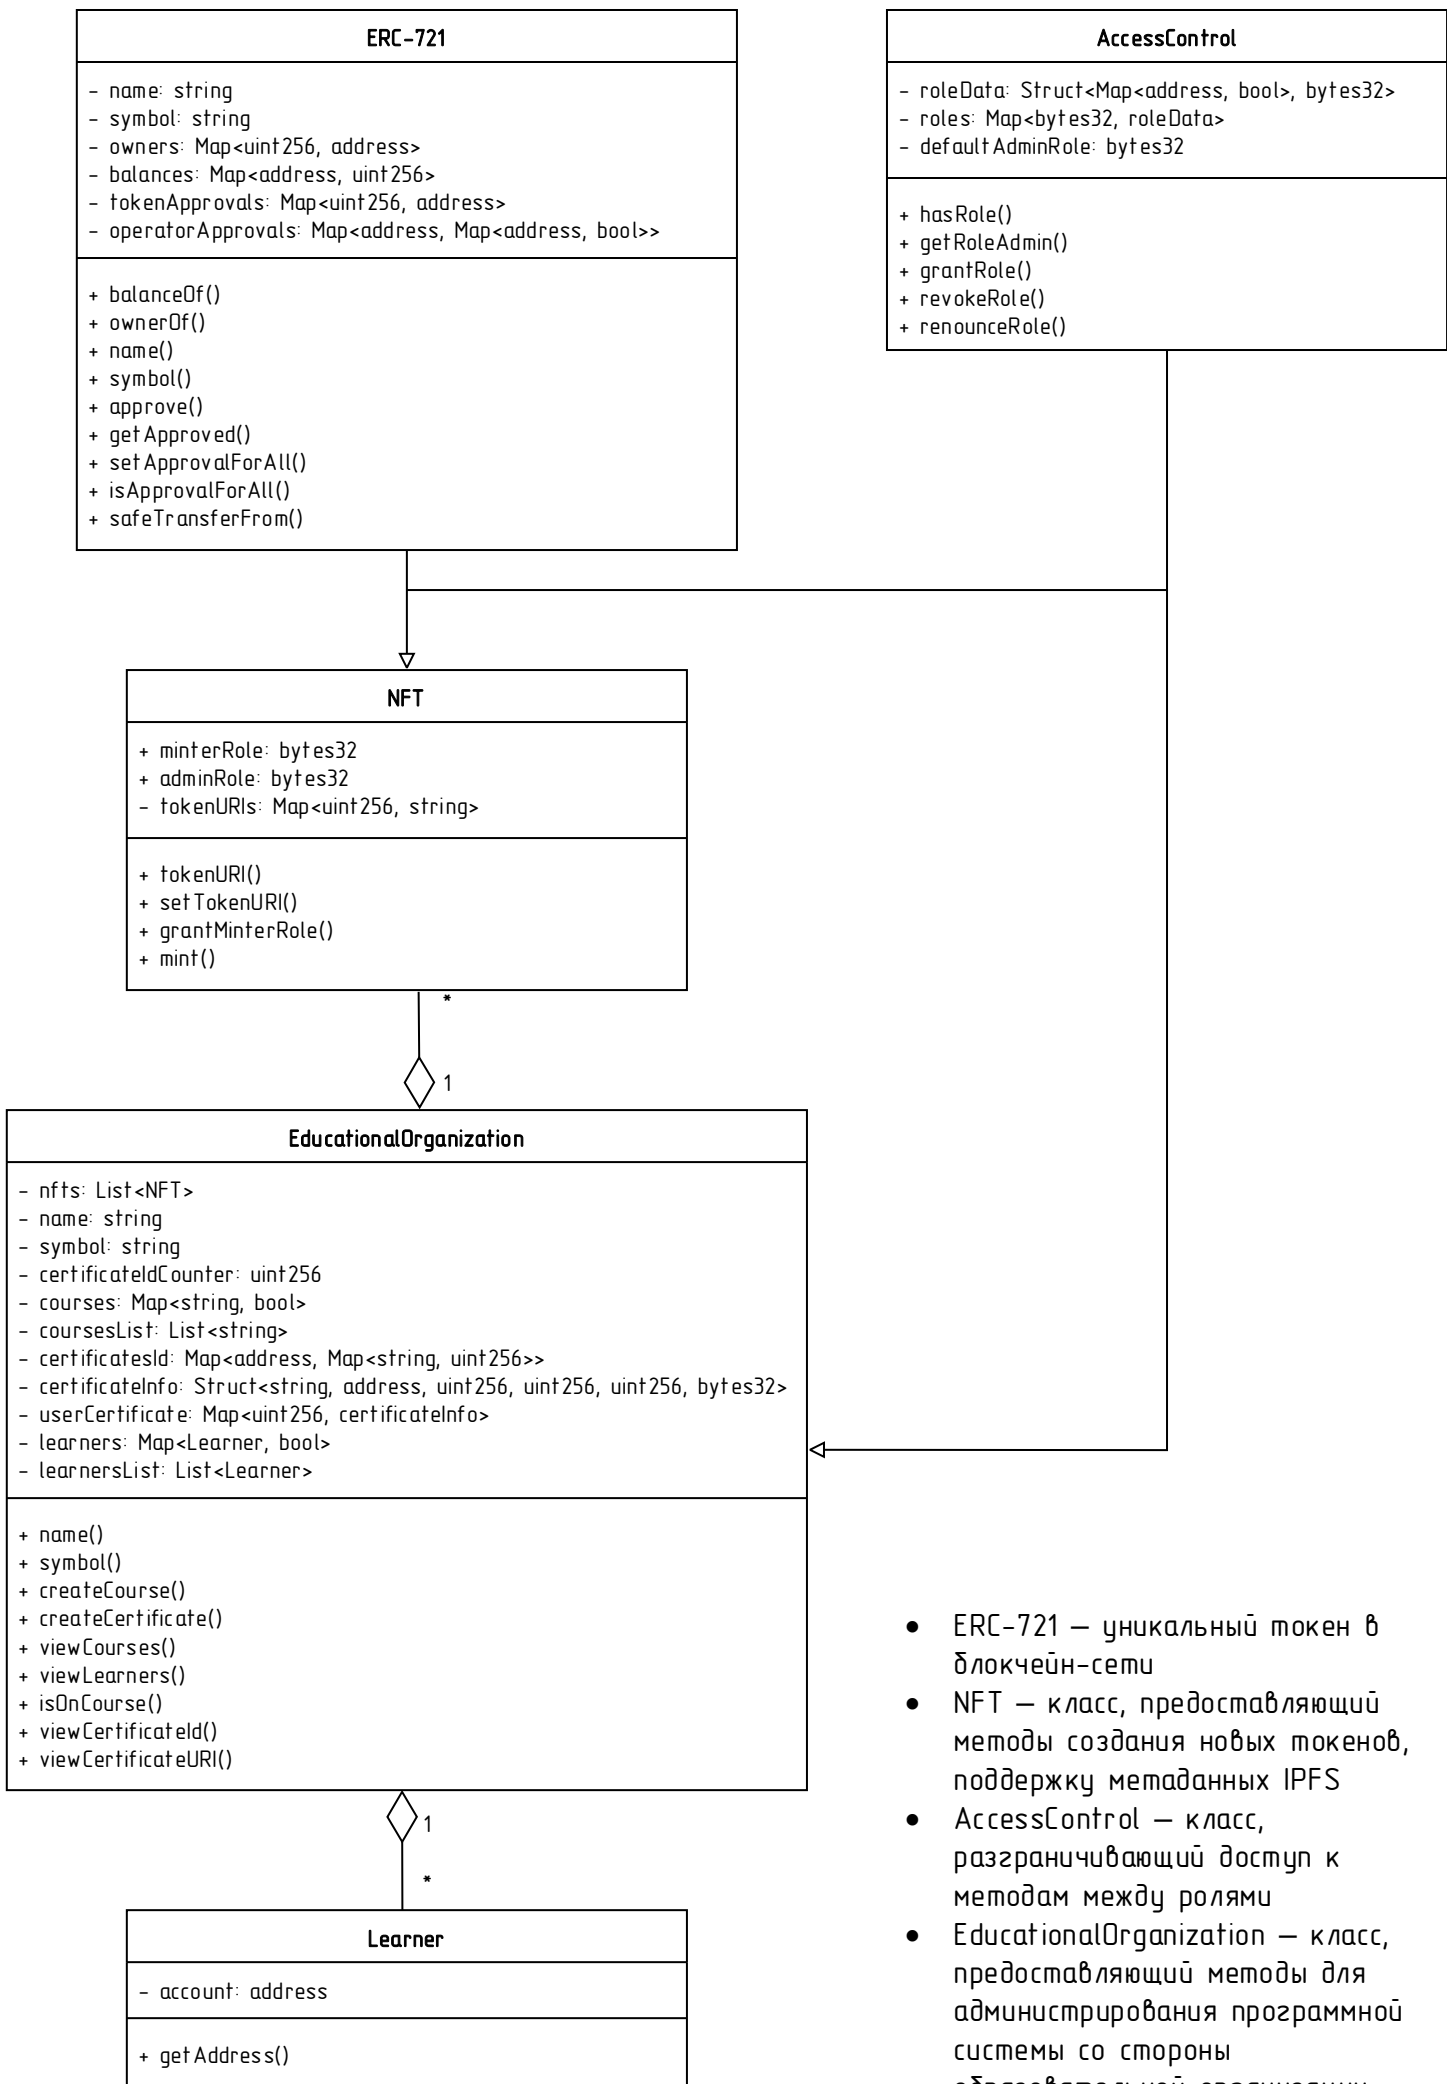 ERC-721
- name: string
- symbol: string
- owners: Map<uint256, address>
- balances: Map<address, uint256>
- tokenApprovals: Map<uint256, address>
- operatorApprovals: Map<address, Map<address, bool>>
+ balanceOf()
+ ownerOf()
+ name()
+ symbol()
+ approve()
+ getApproved()
+ setApprovalForAll()
+ isApprovalForAll()
+ safeTransferFrom()
AccessControl
- roleData: Struct<Map<address, bool>, bytes32>
- roles: Map<bytes32, roleData>
- defaultAdminRole: bytes32
+ hasRole()
+ getRoleAdmin()
+ grantRole()
+ revokeRole()
+ renounceRole()
NFT
+ minterRole: bytes32
+ adminRole: bytes32
- tokenURIs: Map<uint256, string>
+ tokenURI()
+ setTokenURI()
+ grantMinterRole()
+ mint()
*
1
EducationalOrganization
- nfts: List<NFT>
- name: string
- symbol: string
- certificateIdCounter: uint256
- courses: Map<string, bool>
- coursesList: List<string>
- certificatesId: Map<address, Map<string, uint256>>
- certificateInfo: Struct<string, address, uint256, uint256, uint256, bytes32>
- userCertificate: Map<uint256, certificateInfo>
- learners: Map<Learner, bool>
- learnersList: List<Learner>
+ name()
+ symbol()
+ createCourse()
+ createCertificate()
+ viewCourses()
+ viewLearners()
+ isOnCourse()
+ viewCertificateId()
+ viewCertificateURI()
1
*
Learner
- account: address
+ getAddress()
• ERC-721 — уникальный токен в
блокчейн-сети
• NFT — класс, предоставляющий
методы создания новых токенов,
поддержку метаданных IPFS
• AccessControl — класс,
разграничивающий доступ к
методам между ролями
• EducationalOrganization — класс,
предоставляющий методы для
администрирования программной
системы со стороны